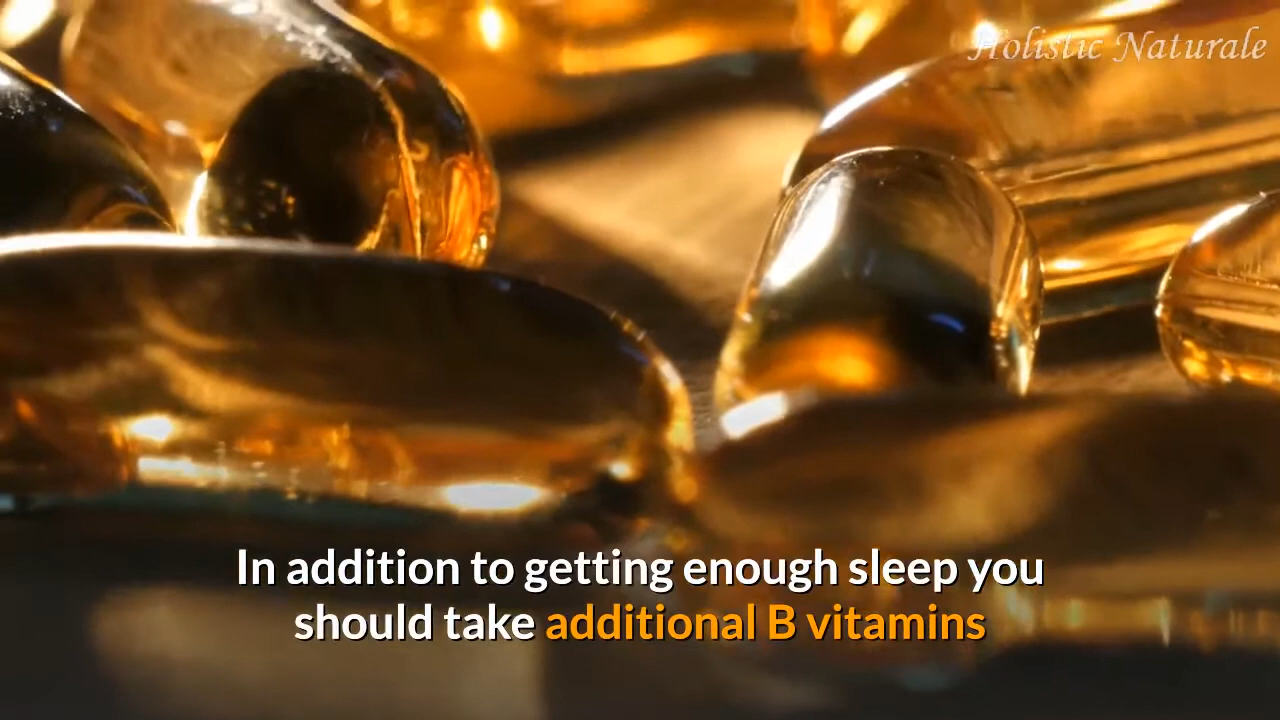 Holistic Naturale
In addition to getting enough sleep you
should take additional B vitamins